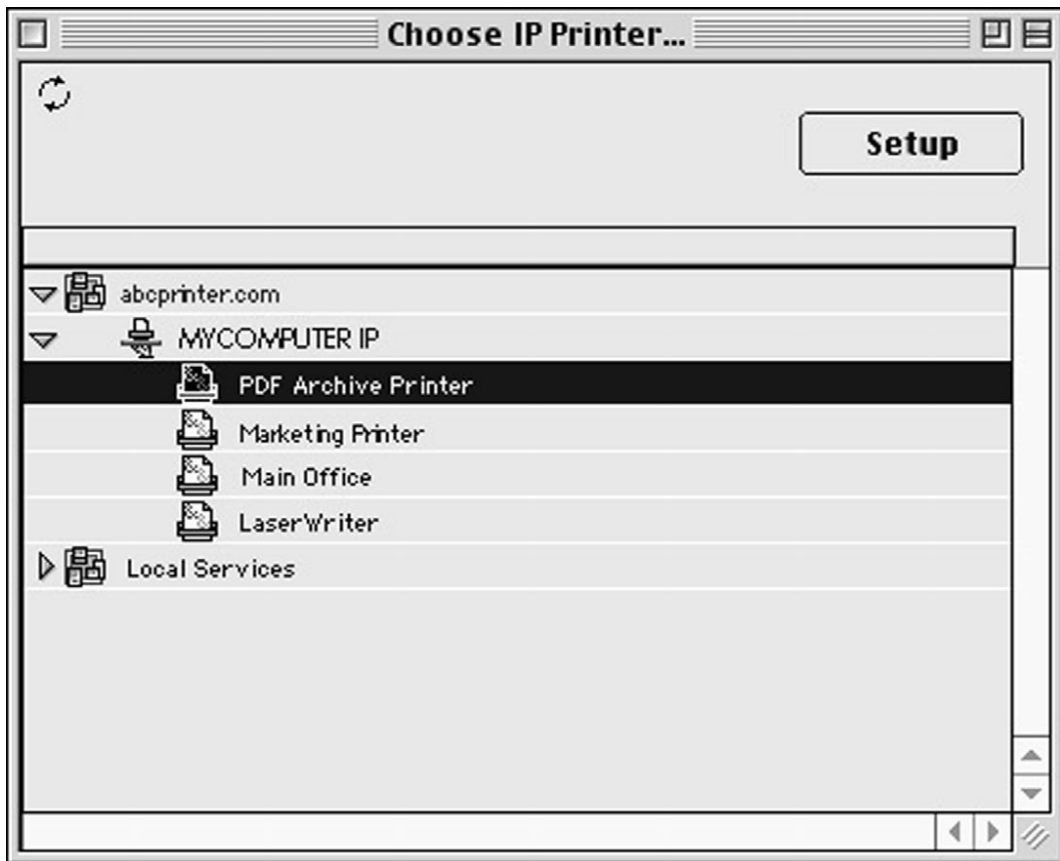 Choose IP Printer...
Setup
abcprinter.com
MYCOMPUTER IP
PDF Archive Printer
Marketing Printer
Main Office
LaserWriter
Local Services